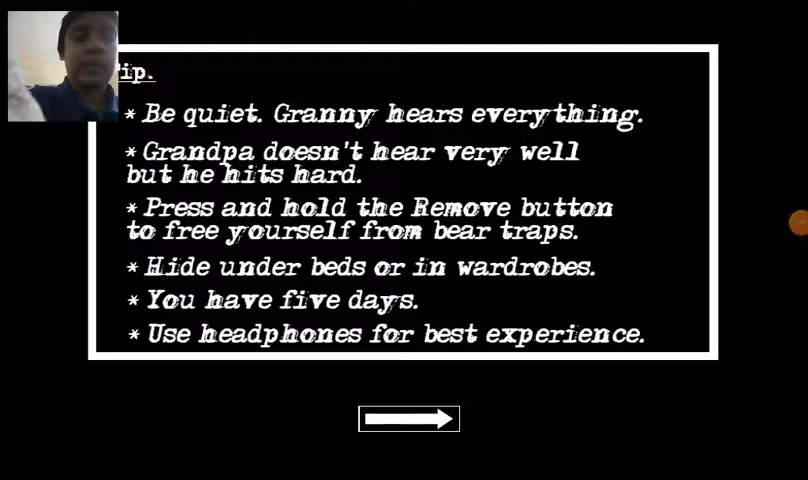 ip.
* Be quiet. Granny hears everything.
* Grandpa doesn't hear very well
but he hits hard.
* Press and hold the Remove button
to free yourself from bear traps.
* Hide under beds or in wardrobes.
* You have five days.
* Use headphones for best experience.